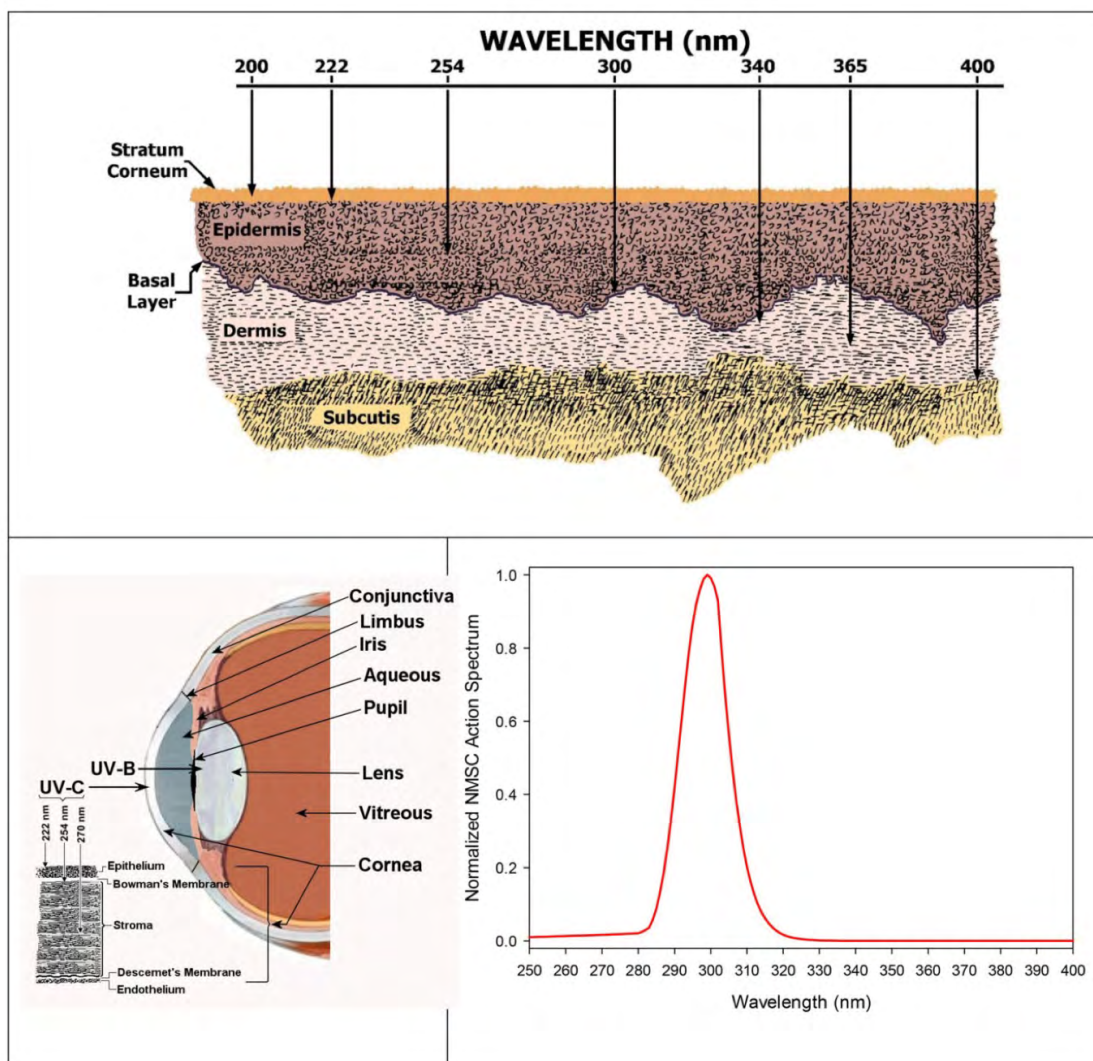 WAVELENGTH (nm)
200 222 254 300 340 365 400
Stratum
Corneum
Epidermis
Basal
Layer
Dermis
Subcutis
Conjunctiva
Limbus
Iris
Aqueous
Pupil
UV-B
Lens
UV-C
Vitreous
222 nm
254 nm
270 nm
Cornea
Epithelium
Bowman's Membrane
Stroma
Descemet's Membrane
Endothelium
Normalized NMSC Action Spectrum
1.0
0.8
0.6
0.4
0.2
0.0
250 260 270 280 290 300 310 320 330 340 350 360 370 380 390 400
Wavelength (nm)